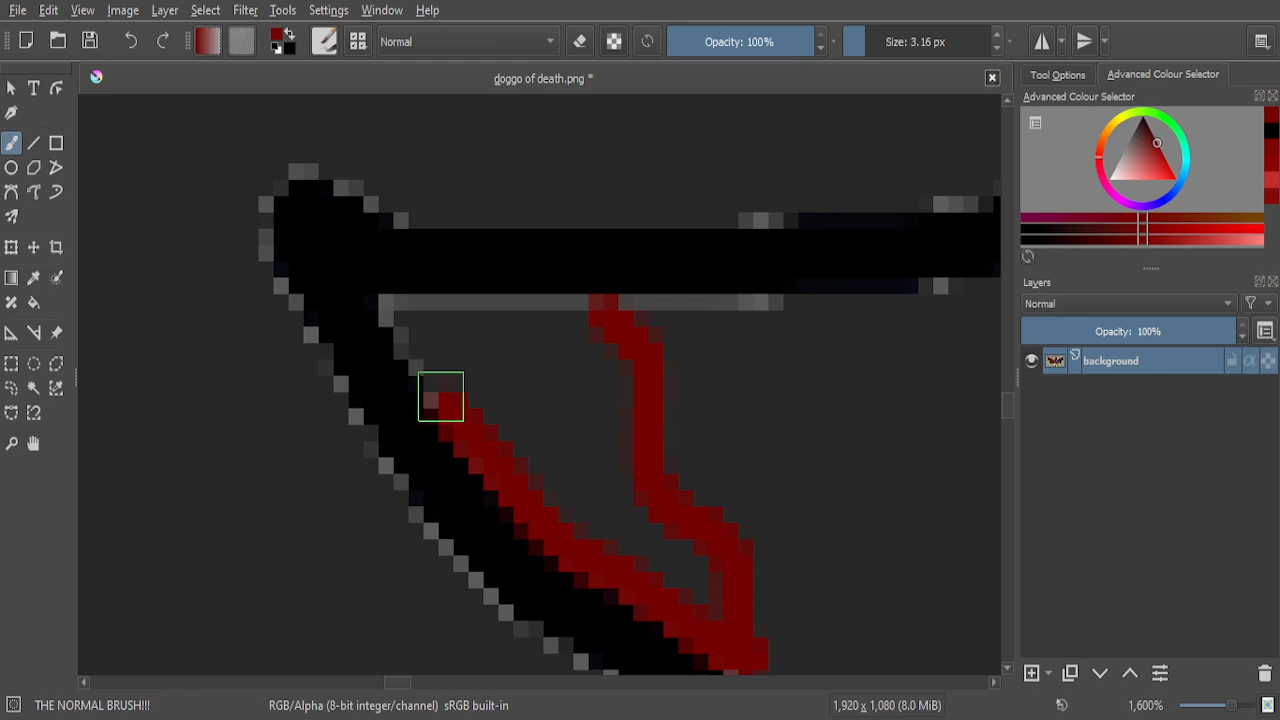 File Edit View Image Layer Select Filter Tools Settings Window Help
Normal Opacity: 100% Size: 3.16 px
doggo of death.png *
Tool Options Advanced Colour Selector
Advanced Colour Selector
Layers
Normal
Opacity: 100%
background
THE NORMAL BRUSH!!! RGB/Alpha (8-bit integer/channel) sRGB built-in 1,920 x 1,080 (8.0 MiB) 1,600%